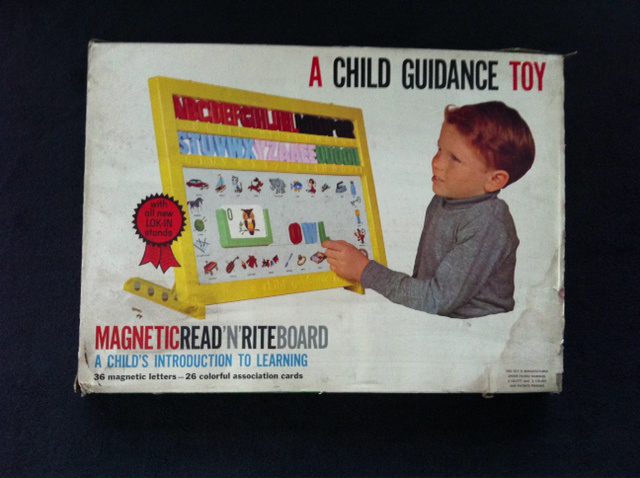 A CHILD GUIDANCE TOY
with
all new
LOK-IN
stands
OWL
MAGNETICREAD'N'RITEBOARD
A CHILD'S INTRODUCTION TO LEARNING
36 magnetic letters – 26 colorful association cards